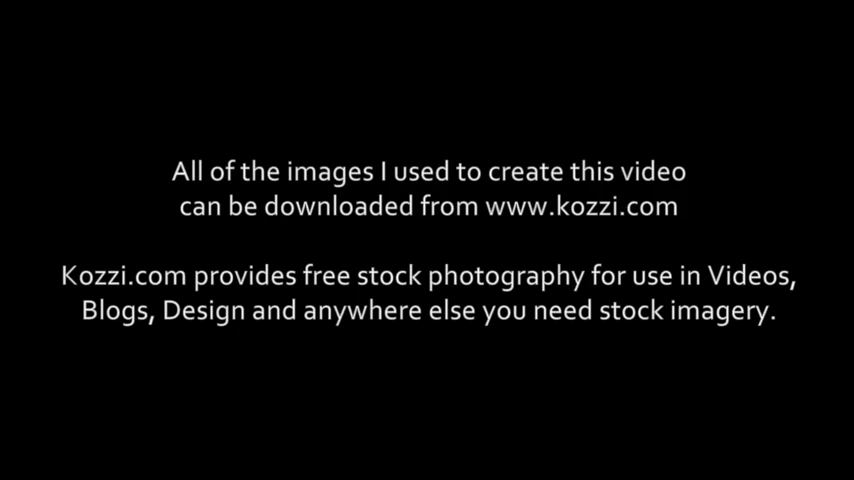 All of the images I used to create this video
can be downloaded from www.kozzi.com
Kozzi.com provides free stock photography for use in Videos,
Blogs, Design and anywhere else you need stock imagery.